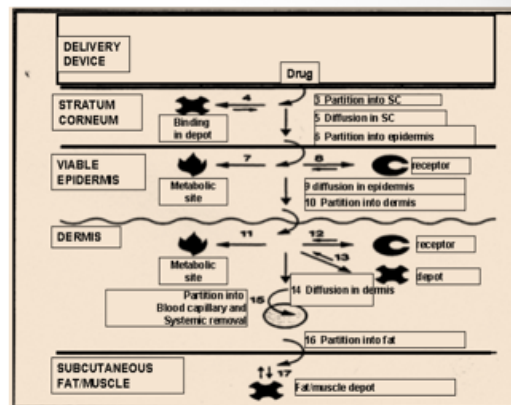 DELIVERY
DEVICE
Drug
STRATUM
CORNEUM
4
3 Partition into SC
Binding
in depot
5 Diffusion in SC
6 Partition into epidermis
VIABLE
EPIDERMIS
7
8
receptor
Metabolic
site
9 diffusion in epidermis
10 Partition into dermis
DERMIS
11
12
receptor
13
Metabolic
site
depot
Partition into
Blood capillary and
Systemic removal
15
14 Diffusion in dermis
16 Partition into fat
SUBCUTANEOUS
FAT/MUSCLE
17
Fat/muscle depot